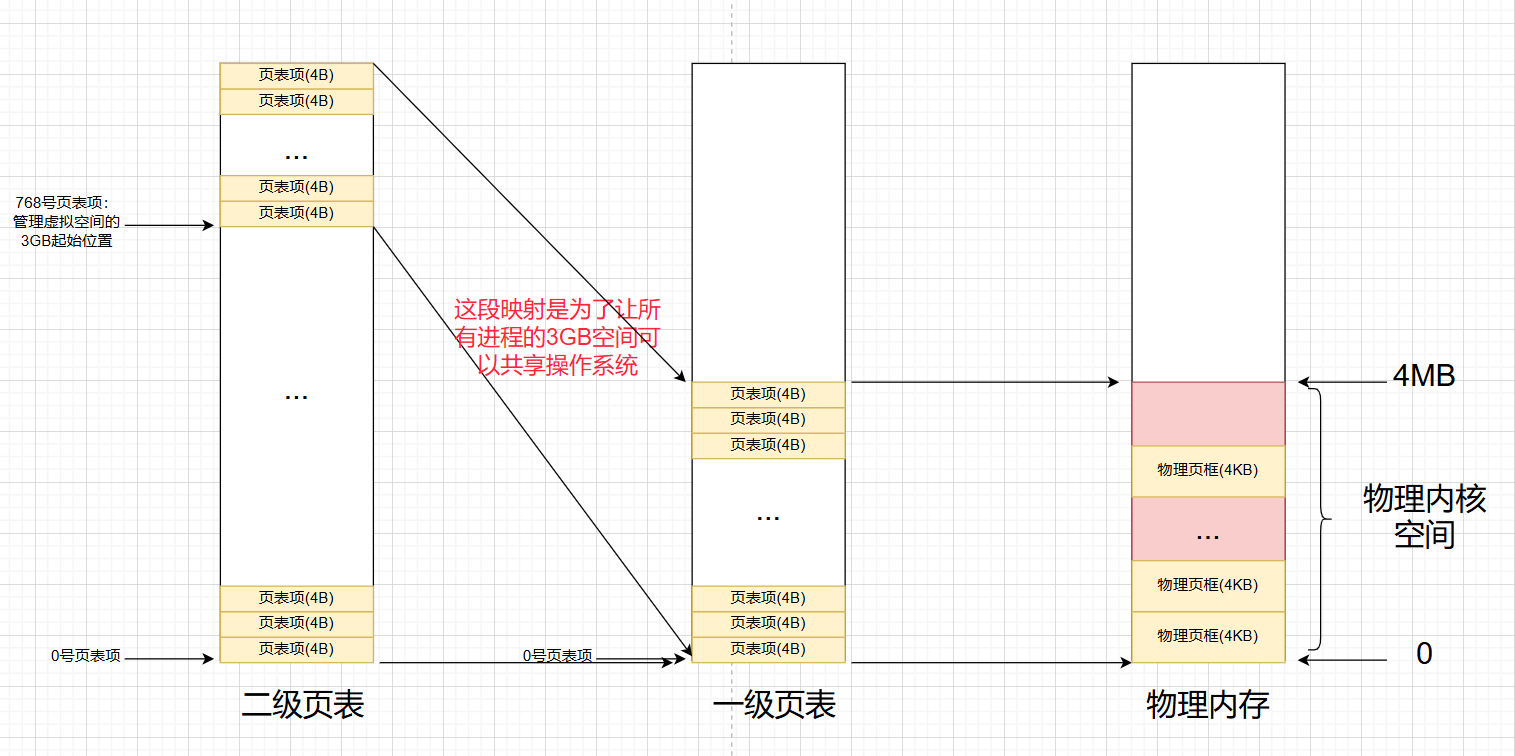 页表项(4B)
页表项(4B)
...
页表项(4B)
页表项(4B)
768号页表项：
管理虚拟空间的
3GB起始位置
...
页表项(4B)
页表项(4B)
页表项(4B)
0号页表项
二级页表
这段映射是为了让所
有进程的3GB空间可
以共享操作系统
页表项(4B)
页表项(4B)
页表项(4B)
...
页表项(4B)
页表项(4B)
页表项(4B)
0号页表项
一级页表
物理页框(4KB)
...
物理页框(4KB)
物理页框(4KB)
物理内存
4MB
物理内核
空间
0